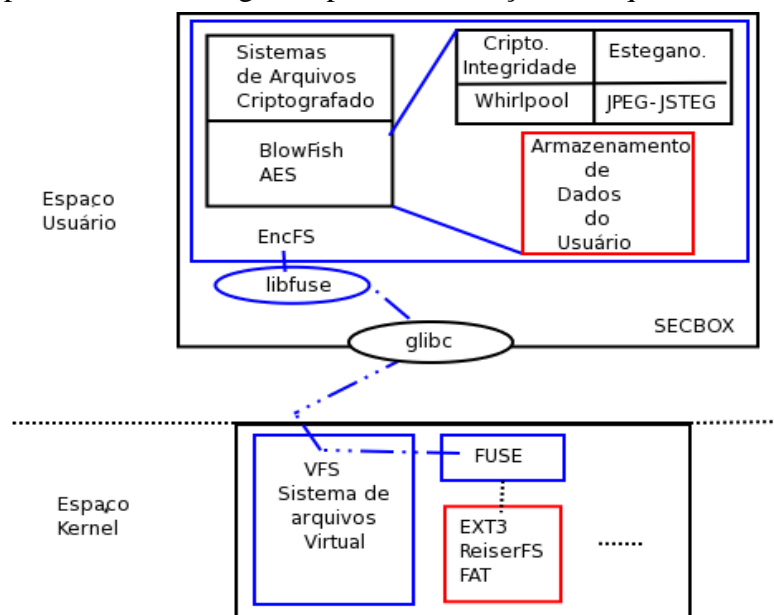 Sistemas
de Arquivos
Criptografado
BlowFish
AES
EncFS
Cripto.
Integridade
Estegano.
Whirlpool
JPEG-JSTEG
Armazenamento
de
Dados
do
Usuário
Espaço
Usuário
libfuse
SECBOX
glibc
VFS
Sistema de
arquivos
Virtual
FUSE
EXT3
ReiserFS
FAT
Espaço
Kernel